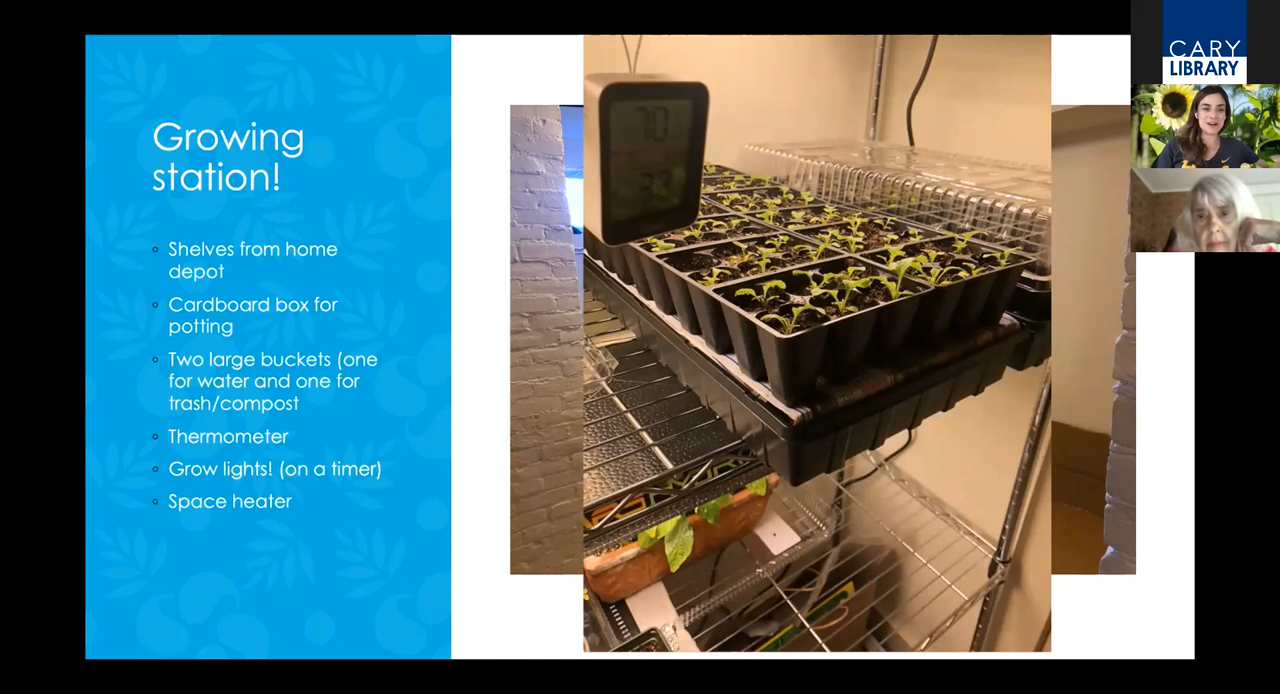 Growing
station!
Shelves from home
depot
Cardboard box for
potting
Two large buckets (one
for water and one for
trash/compost
Thermometer
Grow lights! (on a timer)
Space heater
70
33
CARY
LIBRARY